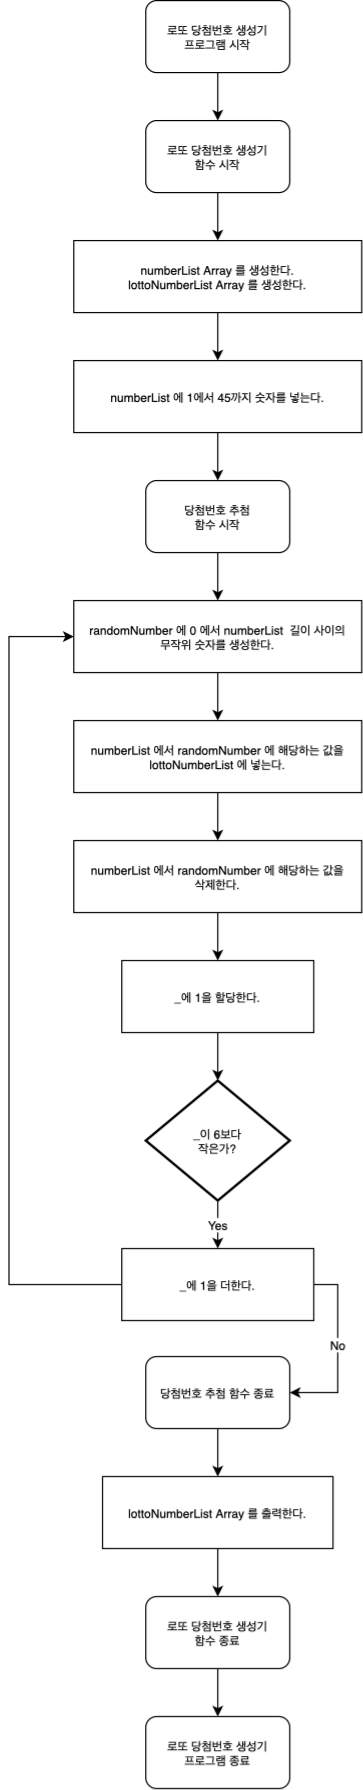 로또 당첨번호 생성기
프로그램 시작
로또 당첨번호 생성기
함수 시작
numberList Array 를 생성한다.
lottoNumberList Array 를 생성한다.
numberList 에 1에서 45까지 숫자를 넣는다.
당첨번호 추첨
함수 시작
randomNumber 에 0 에서 numberList 길이 사이의
무작위 숫자를 생성한다.
numberList 에서 randomNumber 에 해당하는 값을
lottoNumberList 에 넣는다.
numberList 에서 randomNumber 에 해당하는 값을
삭제한다.
_에 1을 할당한다.
_이 6보다
작은가?
Yes
_에 1을 더한다.
No
당첨번호 추첨 함수 종료
lottoNumberList Array 를 출력한다.
로또 당첨번호 생성기
함수 종료
로또 당첨번호 생성기
프로그램 종료